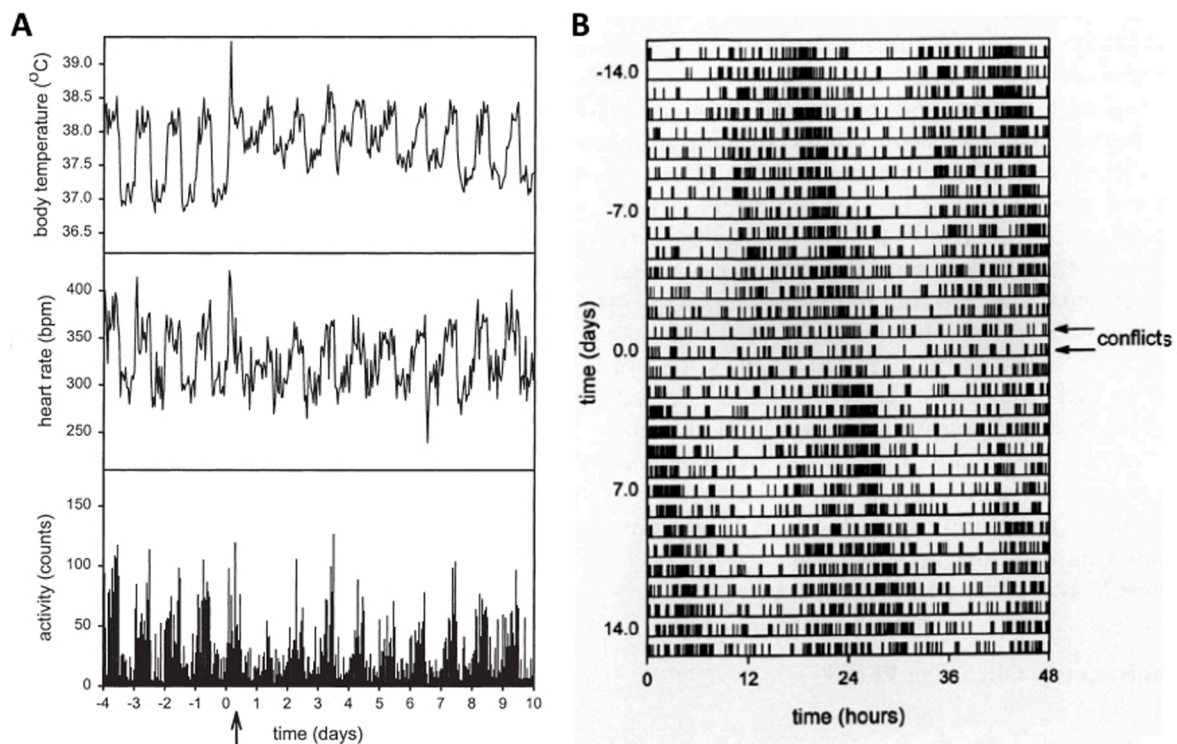 A
body temperature (°C)
39.0
38.5
38.0
37.5
37.0
36.5
heart rate (bpm)
400
350
300
250
activity (counts)
150
100
50
0
-4 -3 -2 -1 0 1 2 3 4 5 6 7 8 9 10
time (days)
B
time (days)
-14.0
-7.0
0.0
7.0
14.0
conflicts
0 12 24 36 48
time (hours)